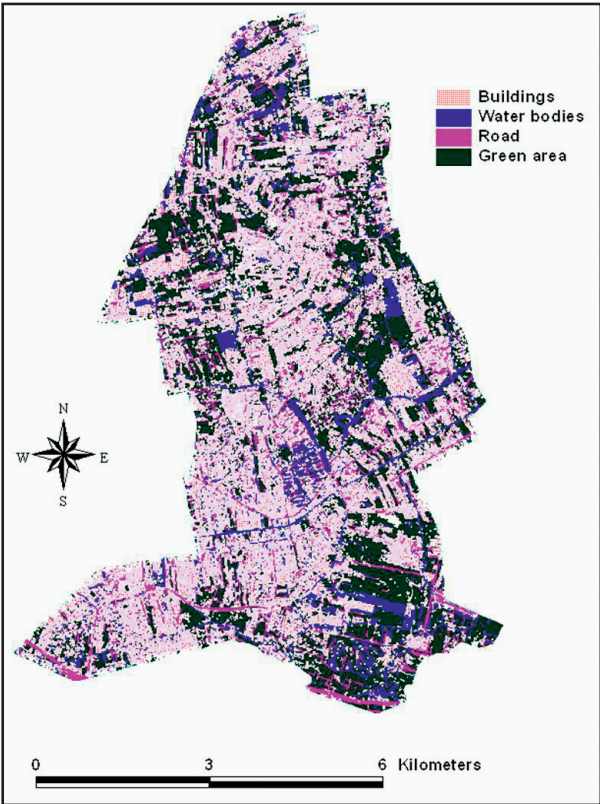 Buildings
Water bodies
Road
Green area
N
W E
S
0 3 6 Kilometers